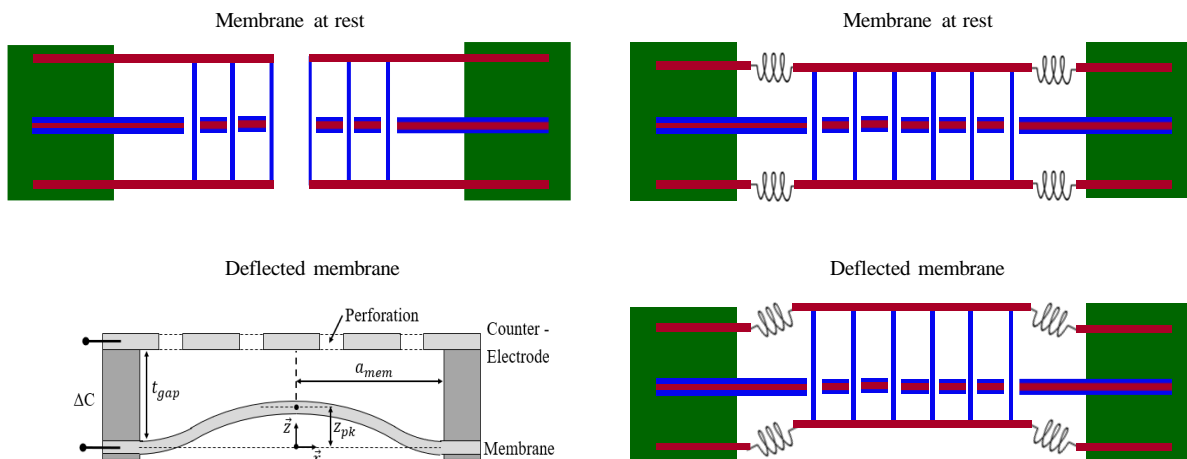 Membrane at rest
Membrane at rest
Deflected membrane
Deflected membrane
Perforation
Counter -
Electrode
a_mem
t_gap
ΔC
z_pk
z⃗
Membrane